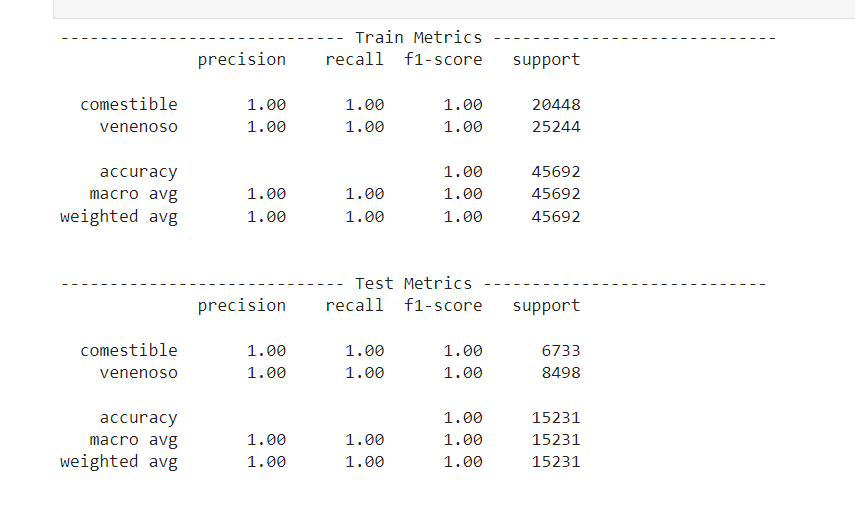 ----------------------------- Train Metrics -----------------------------
precision recall f1-score support
comestible 1.00 1.00 1.00 20448
venenoso 1.00 1.00 1.00 25244
accuracy 1.00 45692
macro avg 1.00 1.00 1.00 45692
weighted avg 1.00 1.00 1.00 45692
----------------------------- Test Metrics -----------------------------
precision recall f1-score support
comestible 1.00 1.00 1.00 6733
venenoso 1.00 1.00 1.00 8498
accuracy 1.00 15231
macro avg 1.00 1.00 1.00 15231
weighted avg 1.00 1.00 1.00 15231